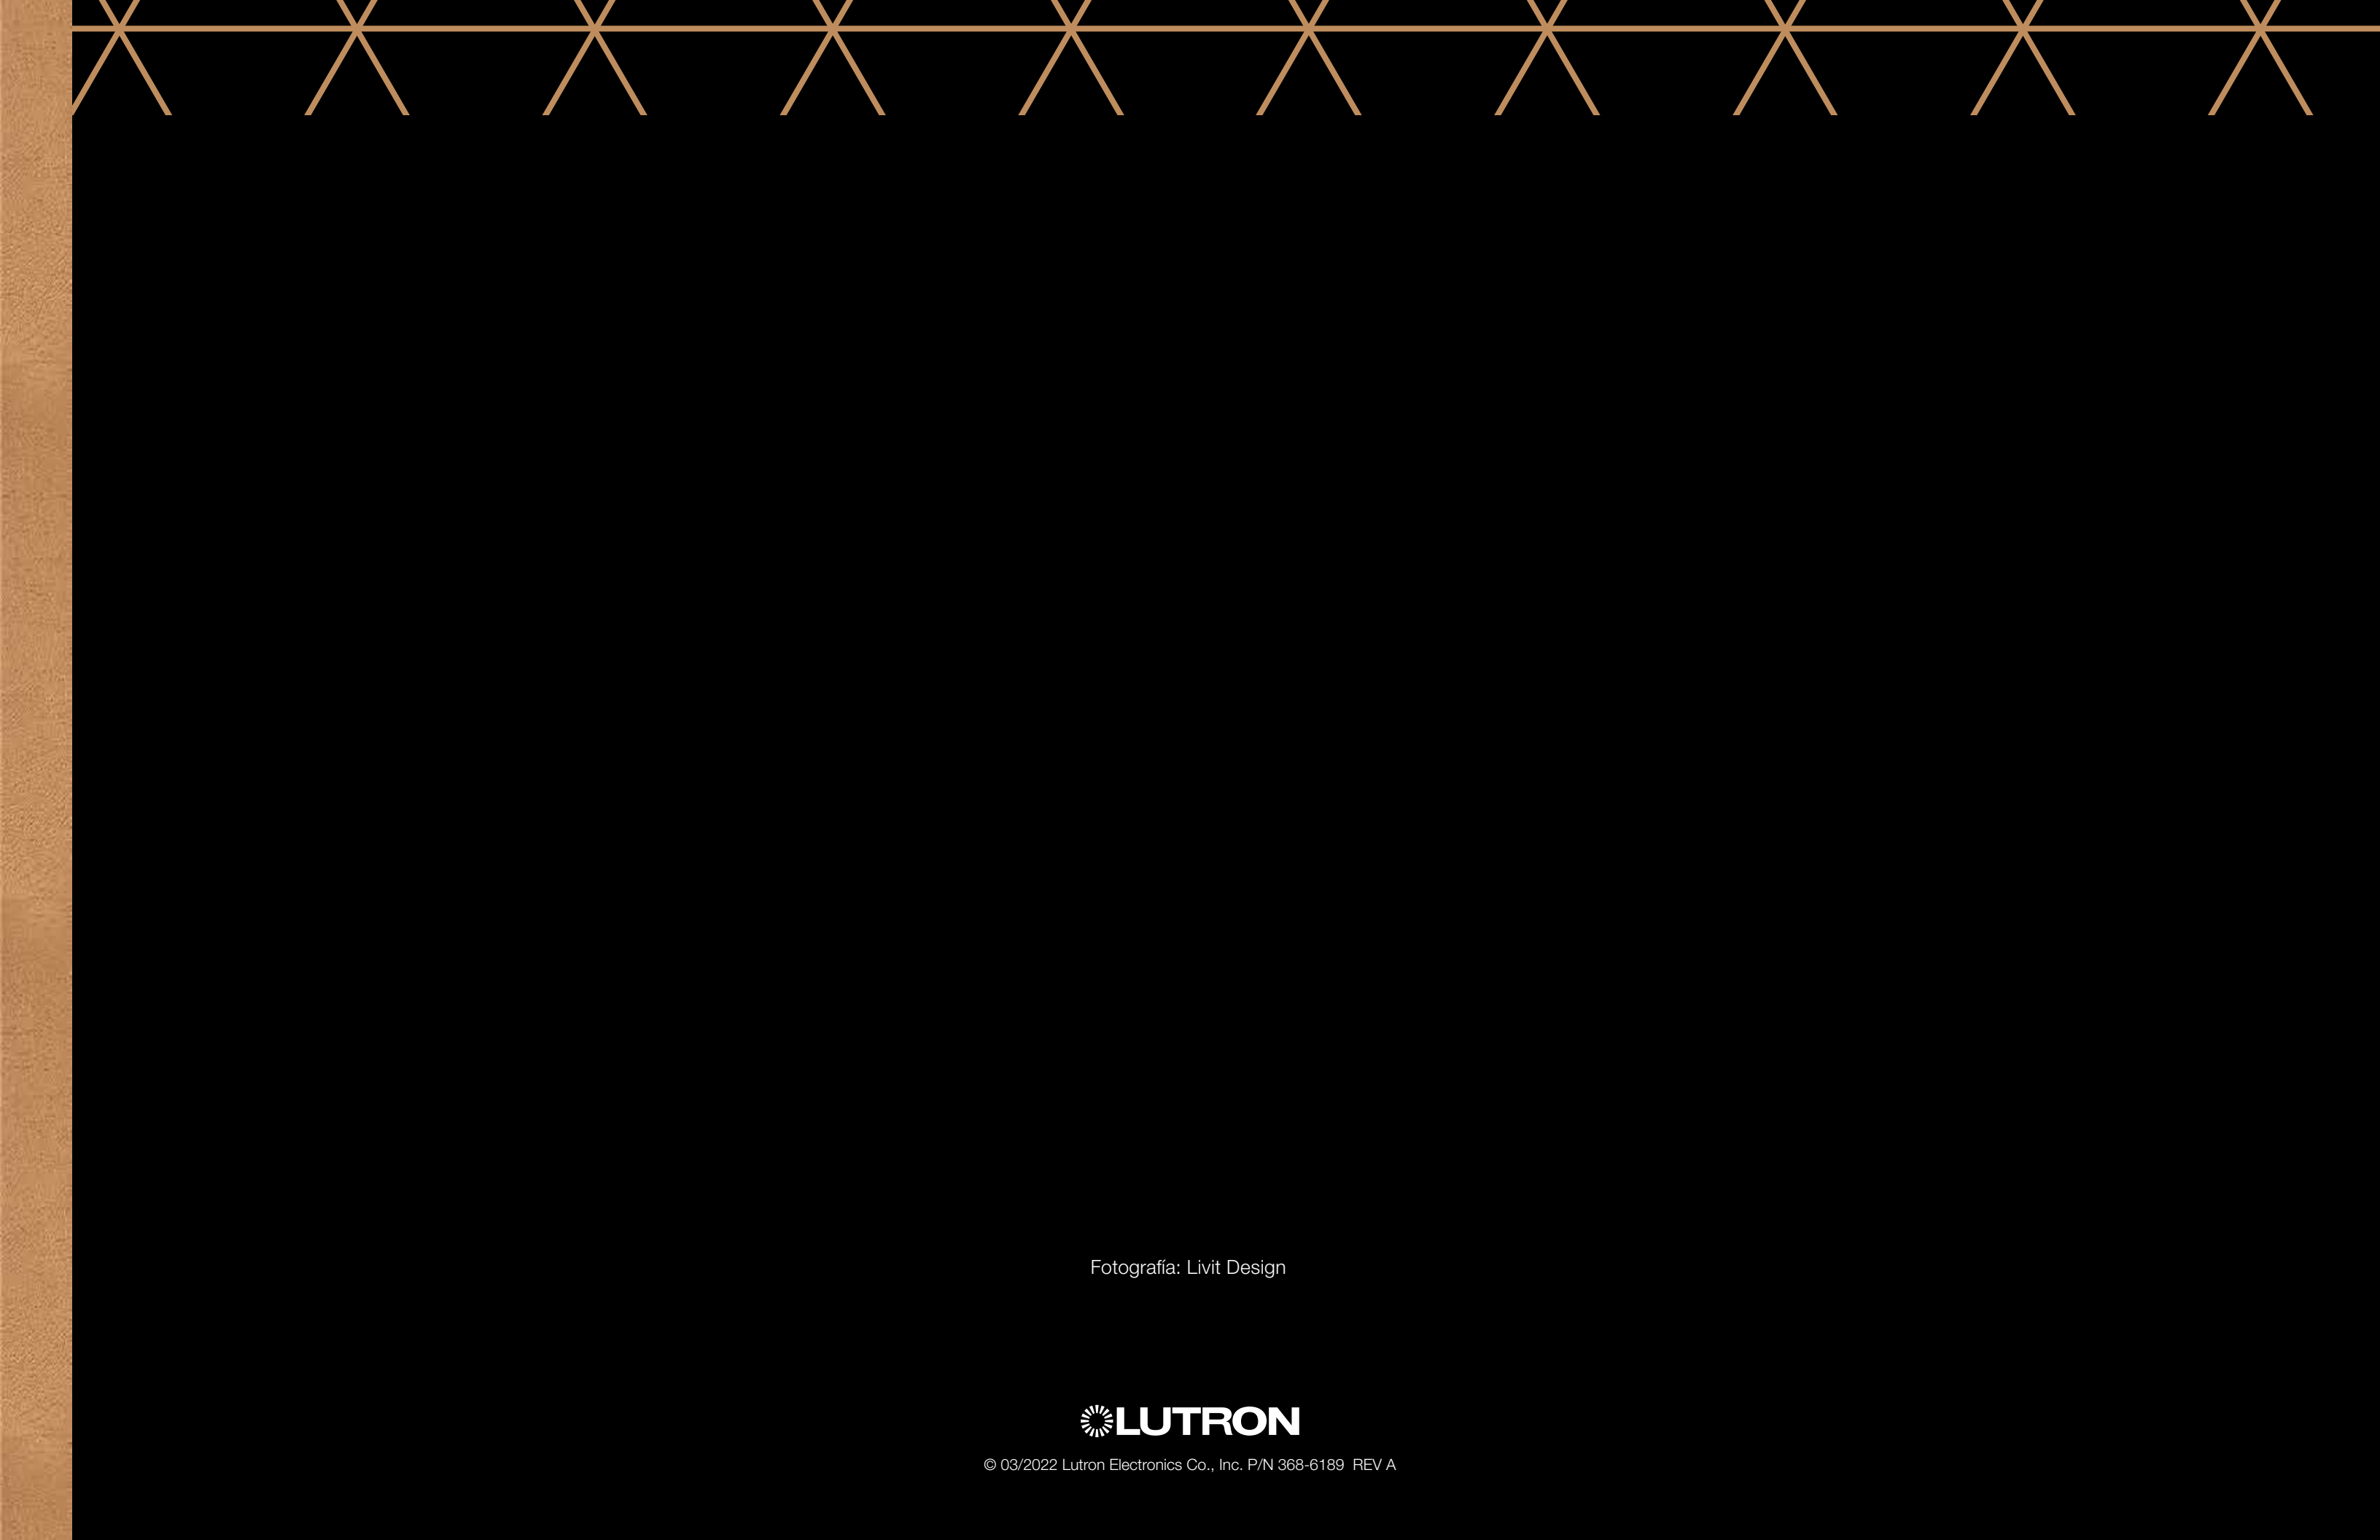 Fotografía: Livit Design
LUTRON
© 03/2022 Lutron Electronics Co., Inc. P/N 368-6189 REV A